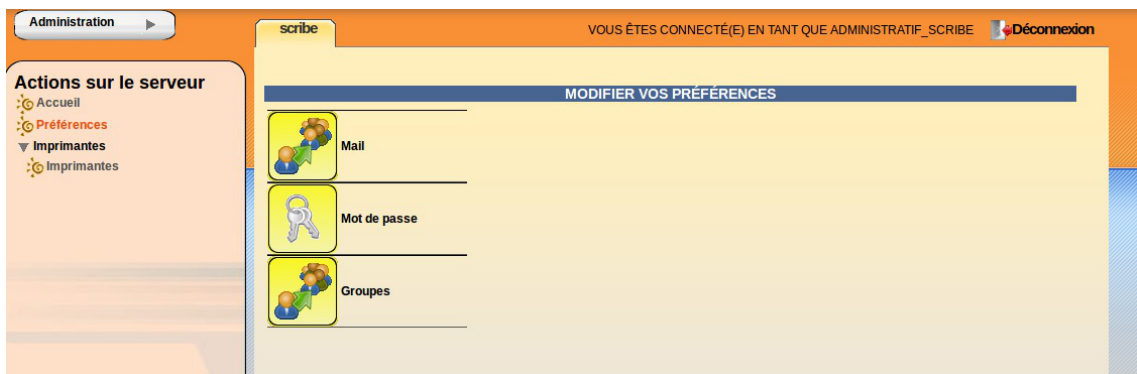 Administration
scribe
VOUS ÊTES CONNECTÉ(E) EN TANT QUE ADMINISTRATIF_SCRIBE
Déconnexion
Actions sur le serveur
Accueil
Préférences
Imprimantes
Imprimantes
MODIFIER VOS PRÉFÉRENCES
Mail
Mot de passe
Groupes